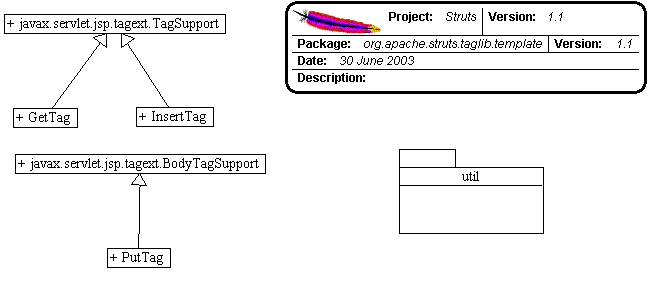 + javax.servlet.jsp.tagext.TagSupport
+ GetTag
+ InsertTag
+ javax.servlet.jsp.tagext.BodyTagSupport
+ PutTag
Project: Struts Version: 1.1
Package: org.apache.struts.taglib.template Version: 1.1
Date: 30 June 2003
Description:
util